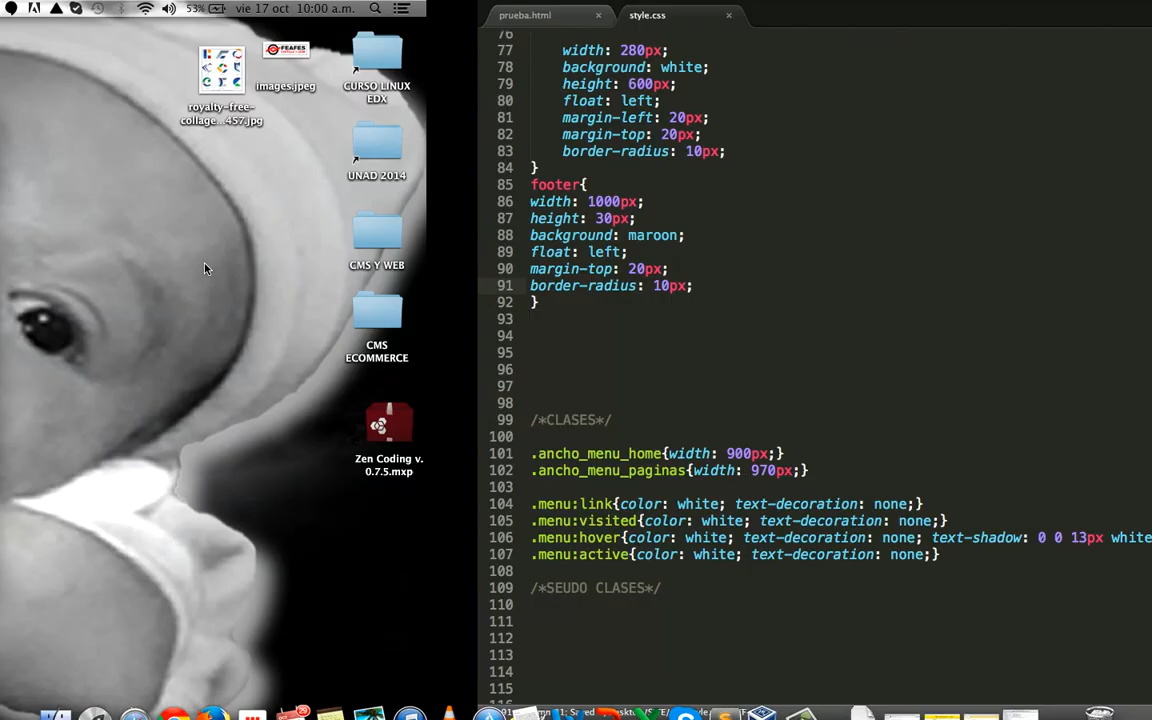 53% vie 17 oct 10:00 a.m.
FEAFES
images.jpeg
royalty-free-
collage...457.jpg
CURSO LINUX
EDX
UNAD 2014
CMS Y WEB
CMS
ECOMMERCE
Zen Coding v.
0.7.5.mxp
prueba.html ×
style.css ×
76
77 width: 280px;
78 background: white;
79 height: 600px;
80 float: left;
81 margin-left: 20px;
82 margin-top: 20px;
83 border-radius: 10px;
84 }
85 footer{
86 width: 1000px;
87 height: 30px;
88 background: maroon;
89 float: left;
90 margin-top: 20px;
91 border-radius: 10px;
92 }
93
94
95
96
97
98
99 /*CLASES*/
100
101 .ancho_menu_home{width: 900px;}
102 .ancho_menu_paginas{width: 970px;}
103
104 .menu:link{color: white; text-decoration: none;}
105 .menu:visited{color: white; text-decoration: none;}
106 .menu:hover{color: white; text-decoration: none; text-shadow: 0 0 13px white
107 .menu:active{color: white; text-decoration: none;}
108
109 /*SEUDO CLASES*/
110
111
112
113
114
115